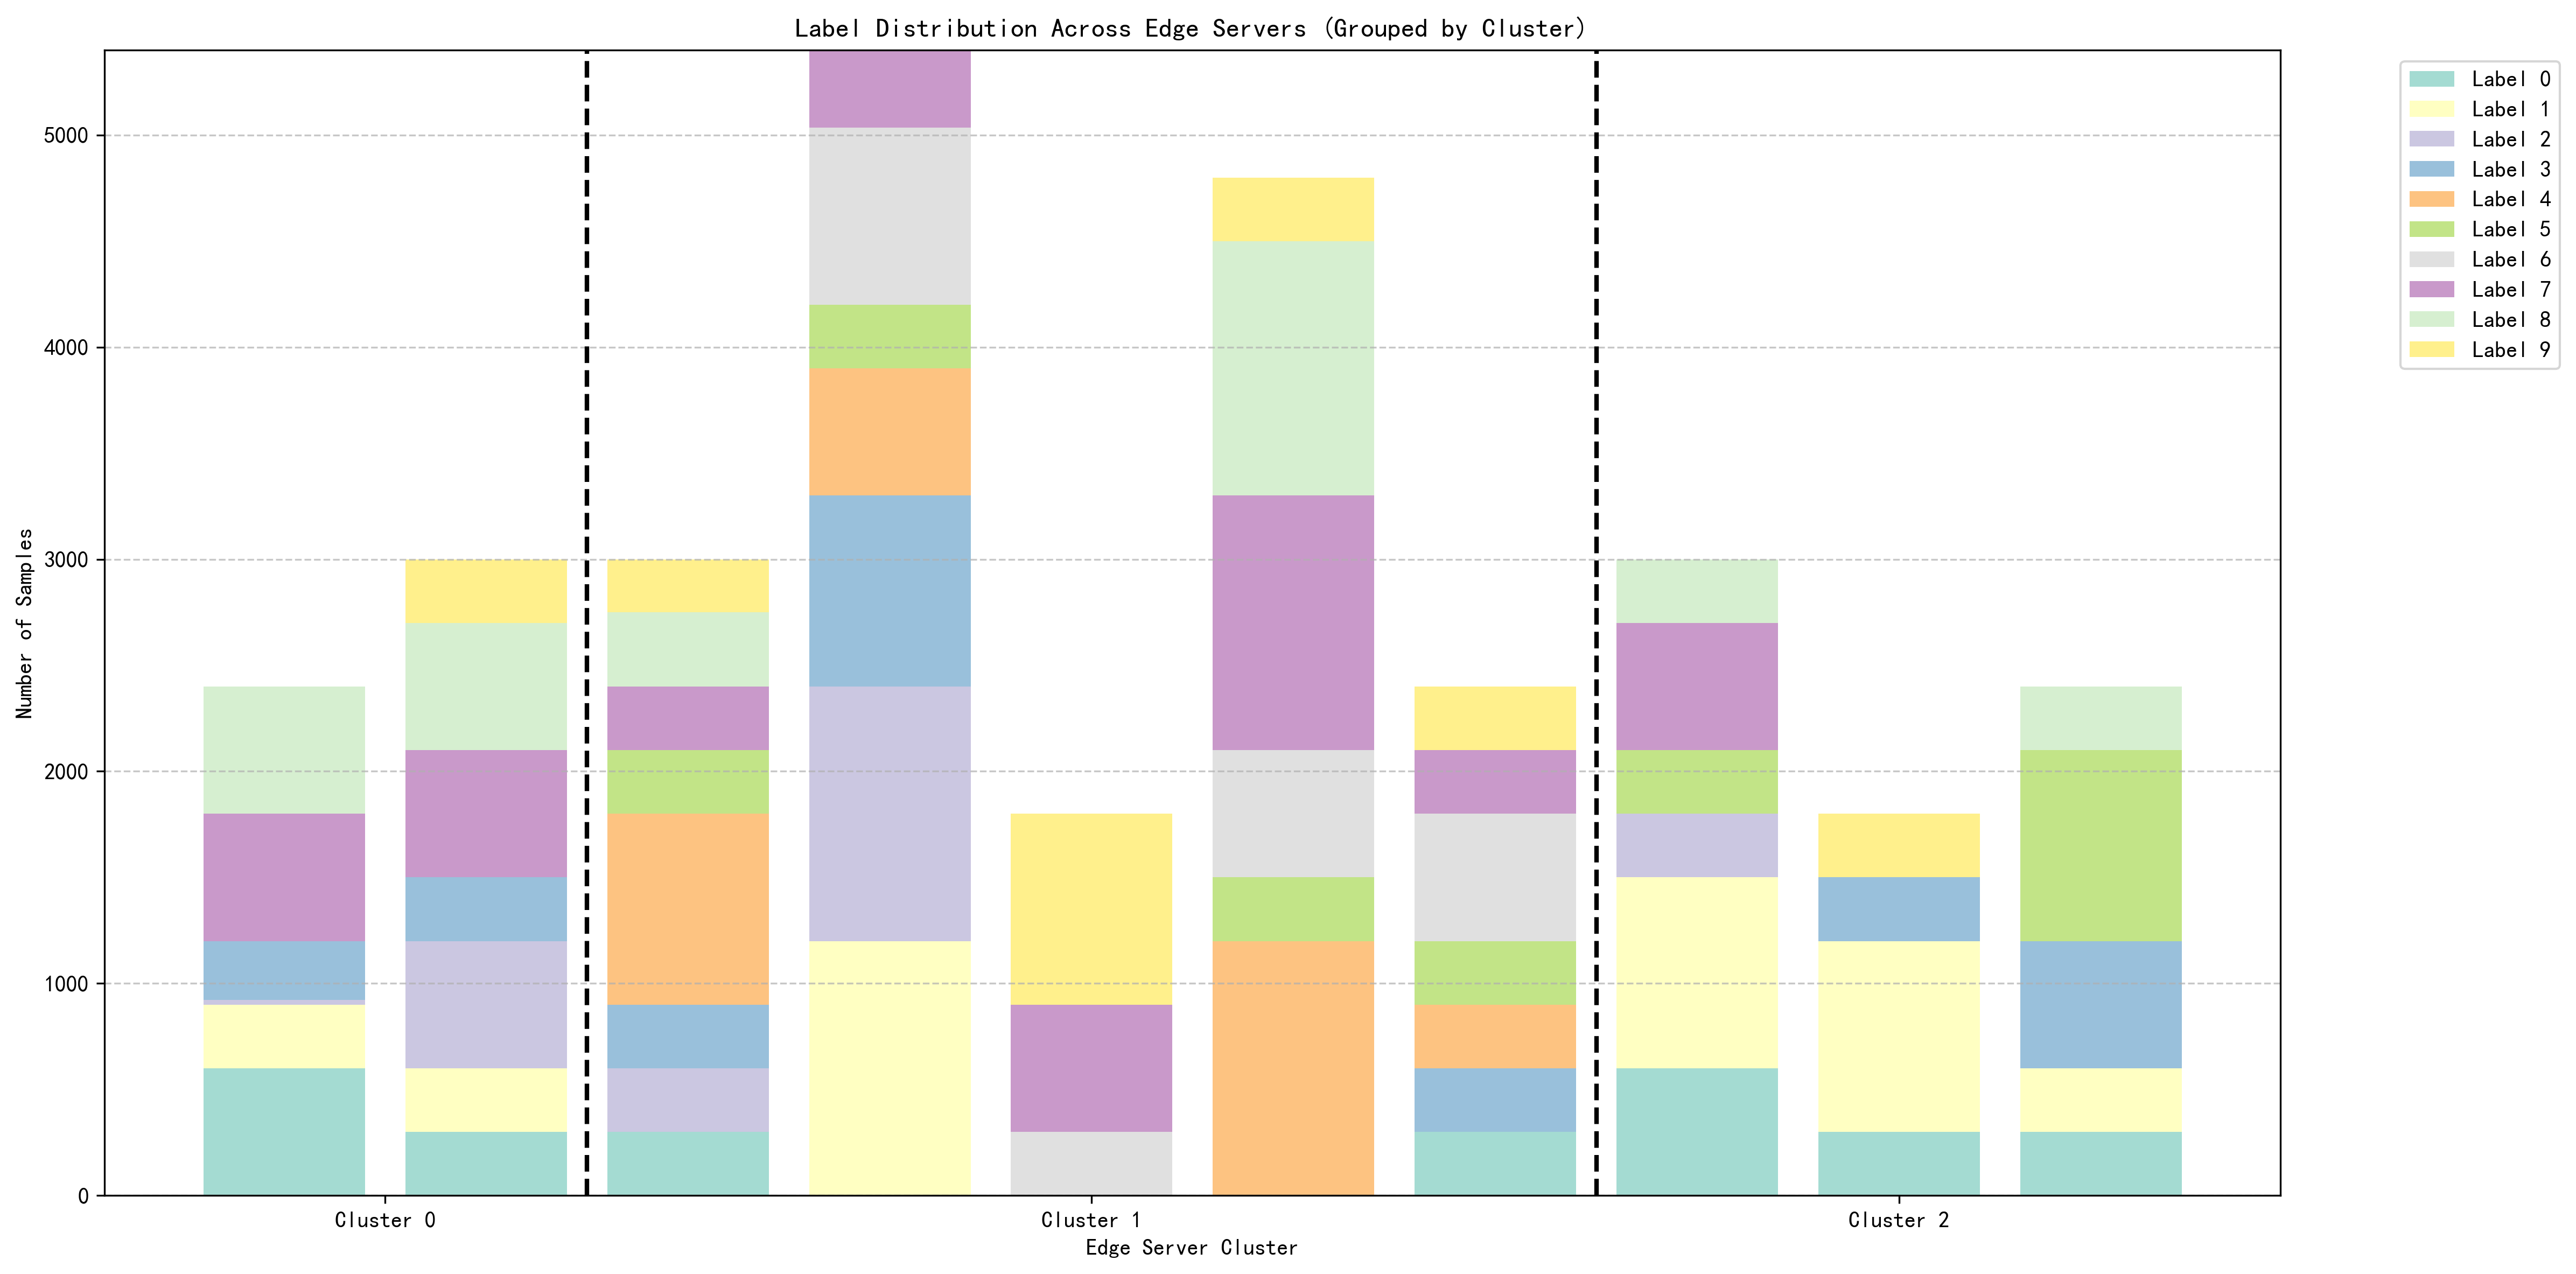 Label Distribution Across Edge Servers (Grouped by Cluster)
Number of Samples
5000
4000
3000
2000
1000
0
Cluster 0
Cluster 1
Cluster 2
Edge Server Cluster
Label 0
Label 1
Label 2
Label 3
Label 4
Label 5
Label 6
Label 7
Label 8
Label 9